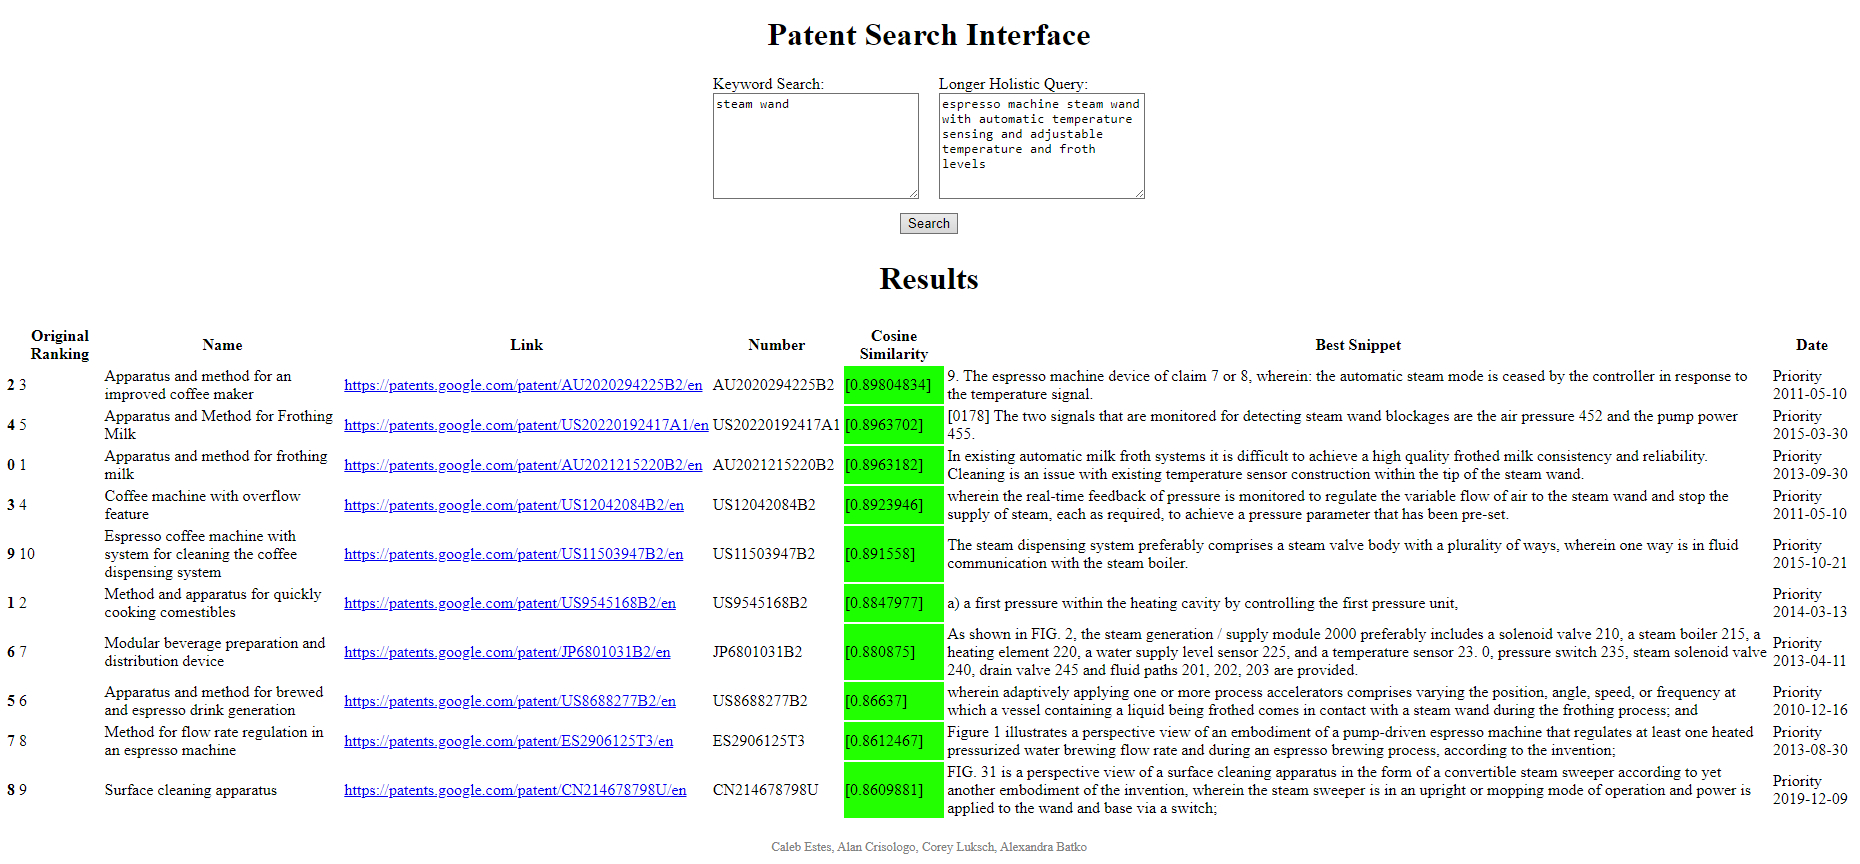 Patent Search Interface
Keyword Search:
Longer Holistic Query:
steam wand
espresso machine steam wand
with automatic temperature
sensing and adjustable
temperature and froth
levels
Search
Results
Original Ranking Name Link Number Cosine Similarity Best Snippet Date
2 3 Apparatus and method for an improved coffee maker https://patents.google.com/patent/AU2020294225B2/en AU2020294225B2 [0.89804834] 9. The espresso machine device of claim 7 or 8, wherein: the automatic steam mode is ceased by the controller in response to the temperature signal. Priority 2011-05-10
4 5 Apparatus and Method for Frothing Milk https://patents.google.com/patent/US20220192417A1/en US20220192417A1 [0.8963702] [0178] The two signals that are monitored for detecting steam wand blockages are the air pressure 452 and the pump power 455. Priority 2015-03-30
0 1 Apparatus and method for frothing milk https://patents.google.com/patent/AU2021215220B2/en AU2021215220B2 [0.8963182] In existing automatic milk froth systems it is difficult to achieve a high quality frothed milk consistency and reliability. Cleaning is an issue with existing temperature sensor construction within the tip of the steam wand. Priority 2013-09-30
3 4 Coffee machine with overflow feature https://patents.google.com/patent/US12042084B2/en US12042084B2 [0.8923946] wherein the real-time feedback of pressure is monitored to regulate the variable flow of air to the steam wand and stop the supply of steam, each as required, to achieve a pressure parameter that has been pre-set. Priority 2011-05-10
9 10 Espresso coffee machine with system for cleaning the coffee dispensing system https://patents.google.com/patent/US11503947B2/en US11503947B2 [0.891558] The steam dispensing system preferably comprises a steam valve body with a plurality of ways, wherein one way is in fluid communication with the steam boiler. Priority 2015-10-21
1 2 Method and apparatus for quickly cooking comestibles https://patents.google.com/patent/US9545168B2/en US9545168B2 [0.8847977] a) a first pressure within the heating cavity by controlling the first pressure unit, Priority 2014-03-13
6 7 Modular beverage preparation and distribution device https://patents.google.com/patent/JP6801031B2/en JP6801031B2 [0.880875] As shown in FIG. 2, the steam generation / supply module 2000 preferably includes a solenoid valve 210, a steam boiler 215, a heating element 220, a water supply level sensor 225, and a temperature sensor 23. 0, pressure switch 235, steam solenoid valve 240, drain valve 245 and fluid paths 201, 202, 203 are provided. Priority 2013-04-11
5 6 Apparatus and method for brewed and espresso drink generation https://patents.google.com/patent/US8688277B2/en US8688277B2 [0.86637] wherein adaptively applying one or more process accelerators comprises varying the position, angle, speed, or frequency at which a vessel containing a liquid being frothed comes in contact with a steam wand during the frothing process; and Priority 2010-12-16
7 8 Method for flow rate regulation in an espresso machine https://patents.google.com/patent/ES2906125T3/en ES2906125T3 [0.8612467] Figure 1 illustrates a perspective view of an embodiment of a pump-driven espresso machine that regulates at least one heated pressurized water brewing flow rate and during an espresso brewing process, according to the invention; Priority 2013-08-30
8 9 Surface cleaning apparatus https://patents.google.com/patent/CN214678798U/en CN214678798U [0.8609881] FIG. 31 is a perspective view of a surface cleaning apparatus in the form of a convertible steam sweeper according to yet another embodiment of the invention, wherein the steam sweeper is in an upright or mopping mode of operation and power is applied to the wand and base via a switch; Priority 2019-12-09
Caleb Estes, Alan Crisologo, Corey Luksch, Alexandra Batko